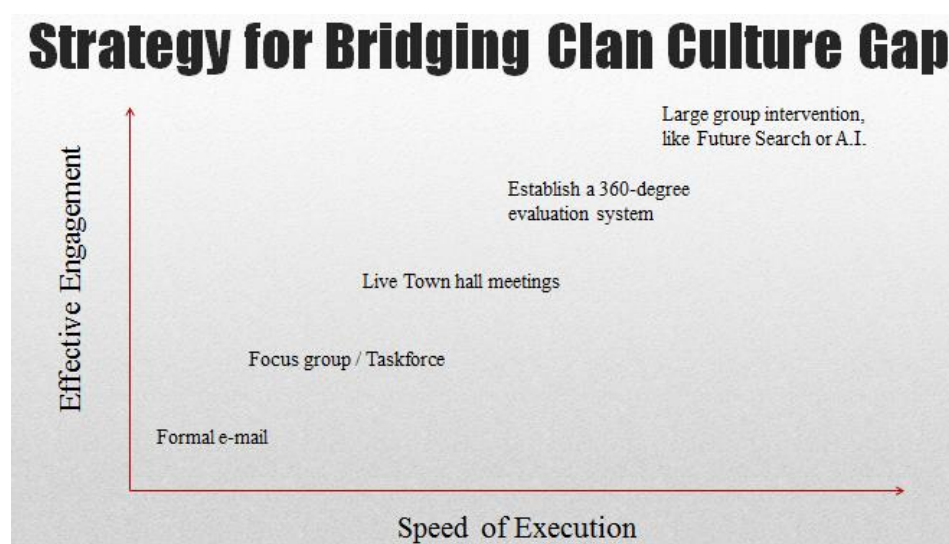 Strategy for Bridging Clan Culture Gap
Large group intervention,
like Future Search or A.I.
Establish a 360-degree
evaluation system
Live Town hall meetings
Focus group / Taskforce
Formal e-mail
Effective Engagement
Speed of Execution